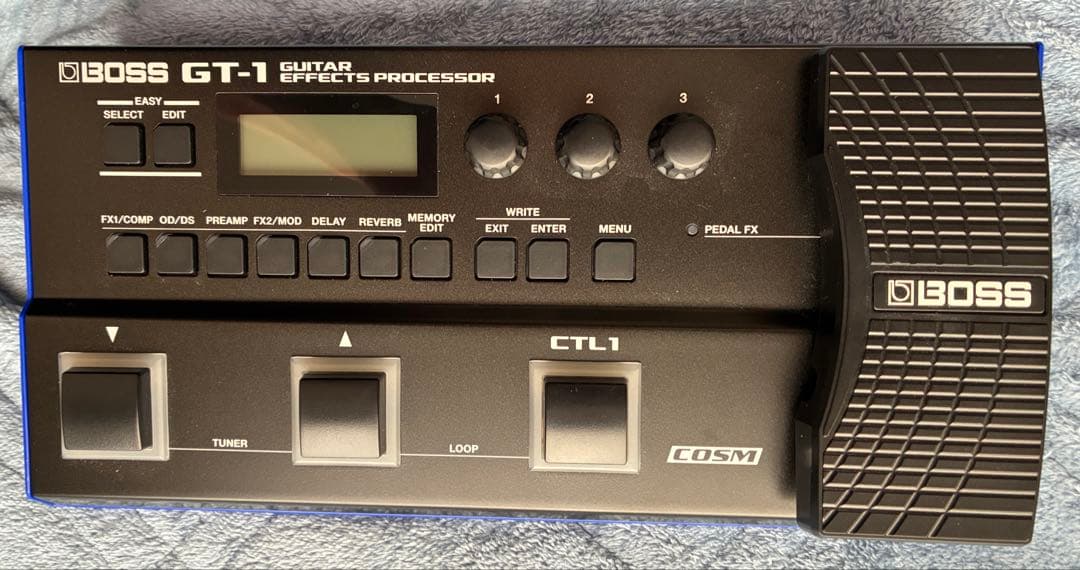 BOSS GT-1 GUITAR
EFFECTS PROCESSOR
EASY
SELECT EDIT
1 2 3
FX1/COMP OD/DS PREAMP FX2/MOD DELAY REVERB MEMORY
EDIT
WRITE
EXIT ENTER MENU
PEDAL FX
BOSS
▼ ▲ CTL1
TUNER LOOP
COSM